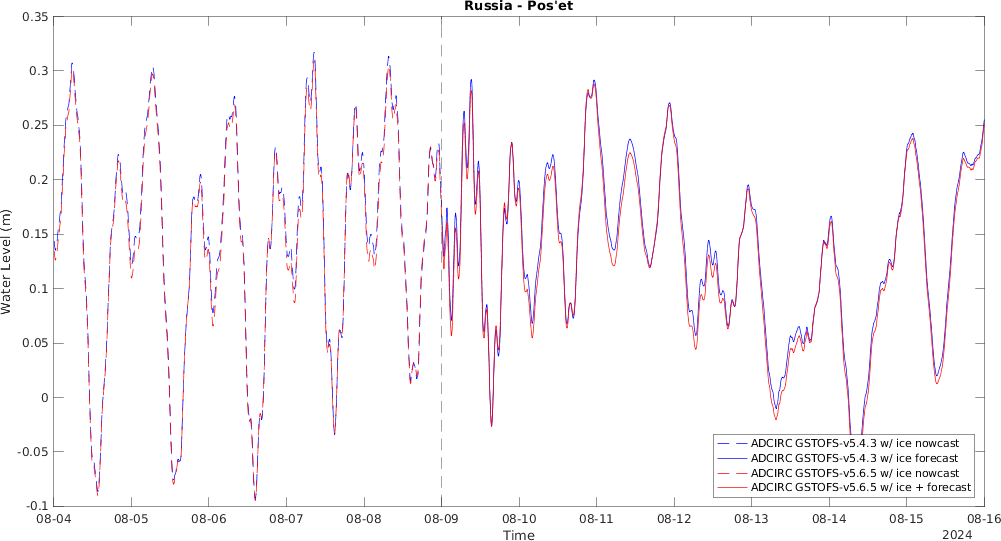 Russia - Pos'et
Water Level (m)
0.35
0.3
0.25
0.2
0.15
0.1
0.05
0
-0.05
-0.1
ADCIRC GSTOFS-v5.4.3 w/ ice nowcast
ADCIRC GSTOFS-v5.4.3 w/ ice forecast
ADCIRC GSTOFS-v5.6.5 w/ ice nowcast
ADCIRC GSTOFS-v5.6.5 w/ ice + forecast
08-04 08-05 08-06 08-07 08-08 08-09 08-10 08-11 08-12 08-13 08-14 08-15 08-16
Time
2024